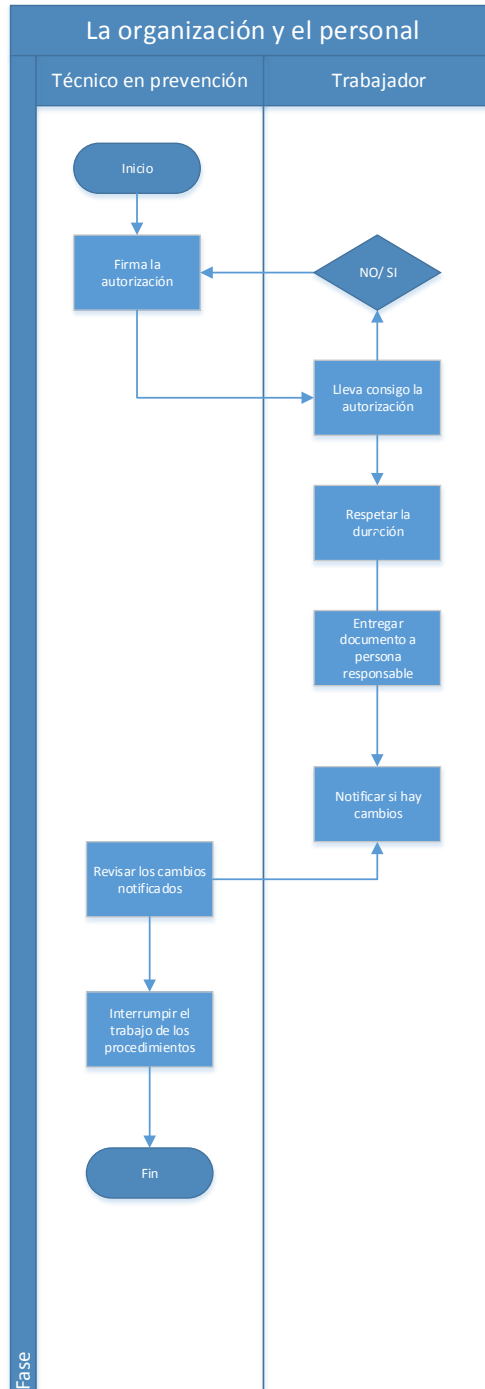 La organización y el personal
Técnico en prevención
Trabajador
Inicio
Firma la
autorización
NO/ SI
Lleva consigo la
autorización
Respetar la
duración
Entregar
documento a
persona
responsable
Notificar si hay
cambios
Revisar los cambios
notificados
Interrumpir el
trabajo de los
procedimientos
Fin
Fase